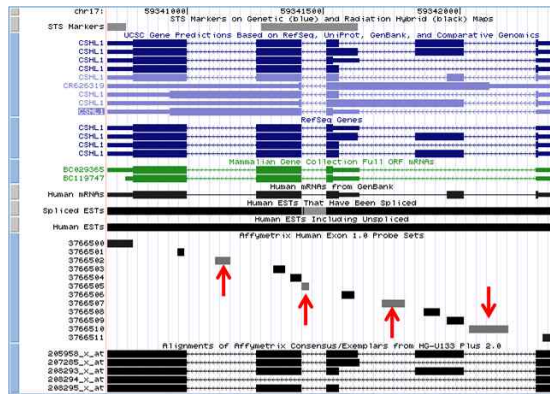 chr17: 59341000 59341500 59342000
STS Markers on Genetic (blue) and Radiation Hybrid (black) Maps
STS Markers
UCSC Gene Predictions Based on RefSeq, UniProt, GenBank, and Comparative Genomics
CSHL1
CSHL1
CSHL1
CSHL1
CSHL1
CR626319
CSHL1
CSHL1
CSHL1
RefSeq Genes
CSHL1
CSHL1
CSHL1
CSHL1
Mammalian Gene Collection Full ORF mRNAs
BC029365
BC119747
Human mRNAs from GenBank
Human mRNAs
Human ESTs That Have Been Spliced
Spliced ESTs
Human ESTs Including Unspliced
Human ESTs
Affymetrix Human Exon 1.0 Probe Sets
3766500
3766501
3766502
3766503
3766504
3766505
3766506
3766507
3766508
3766509
3766510
3766511
Alignments of Affymetrix Consensus/Exemplars from HG-U133 Plus 2.0
205958_x_at
207285_x_at
208293_x_at
208294_x_at
208295_x_at